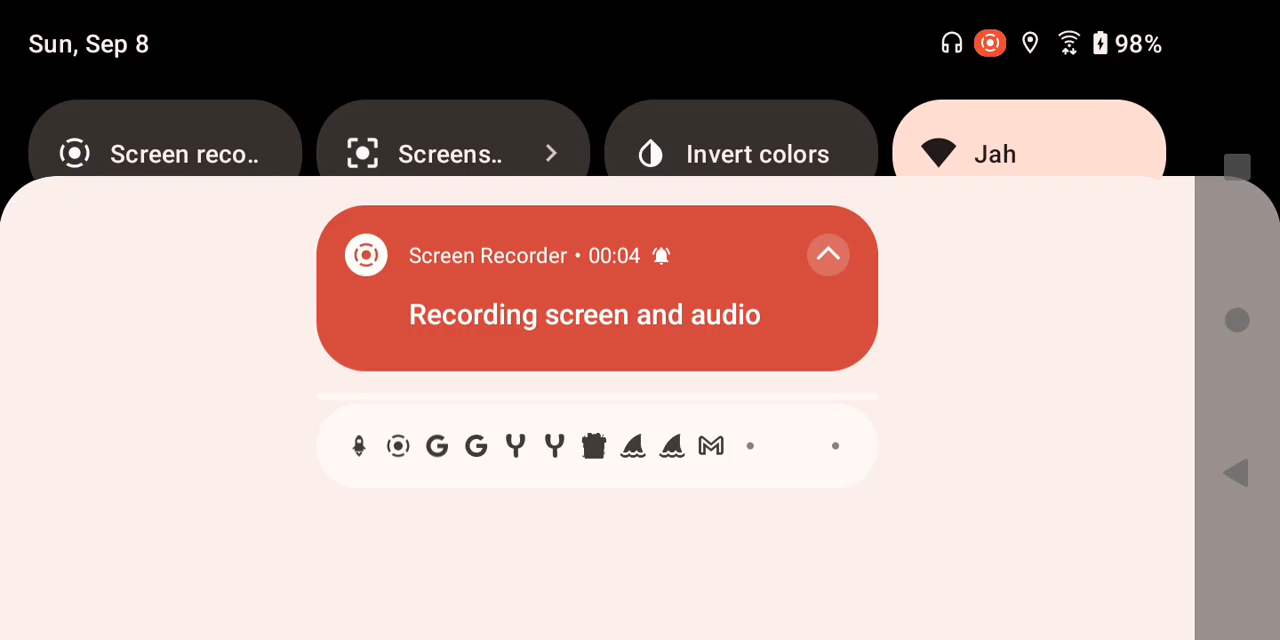 Sun, Sep 8
98%
Screen reco..
Screens..
Invert colors
Jah
Screen Recorder • 00:04
Recording screen and audio